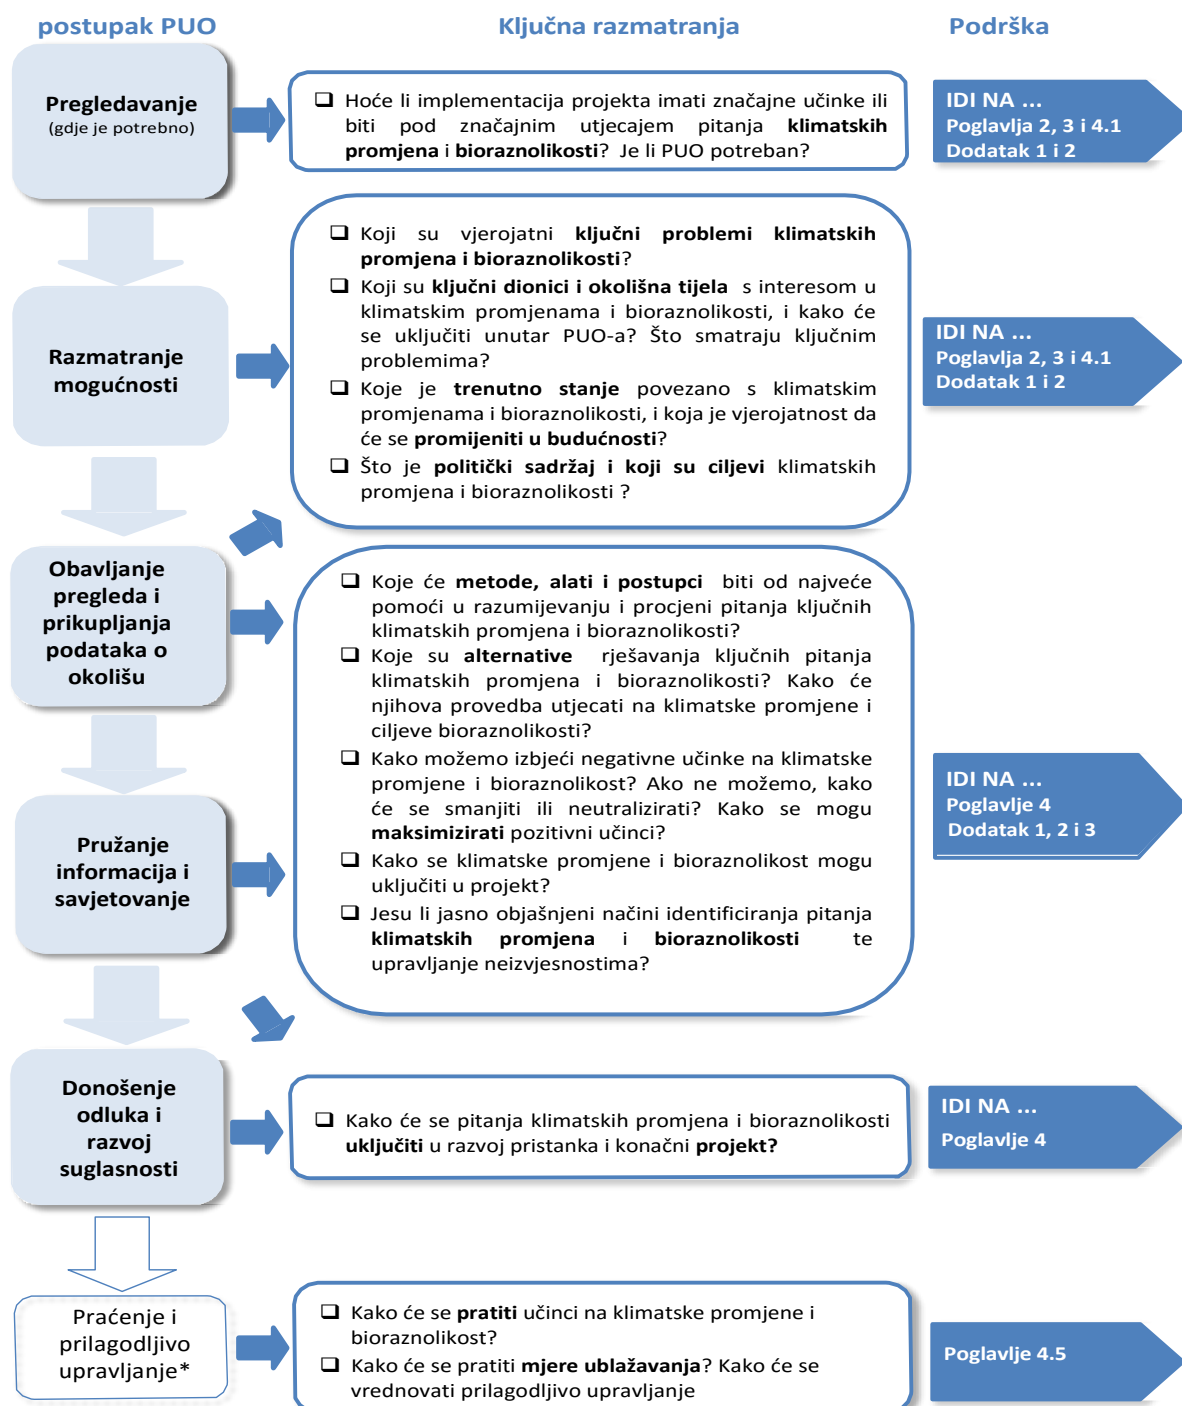 postupak PUO
Ključna razmatranja
Podrška
Pregledavanje
(gdje je potrebno)
❑ Hoće li implementacija projekta imati značajne učinke ili
biti pod značajnim utjecajem pitanja klimatskih
promjena i bioraznolikosti? Je li PUO potreban?
IDI NA ...
Poglavlja 2, 3 i 4.1
Dodatak 1 i 2
Razmatranje
mogućnosti
❑ Koji su vjerojatni ključni problemi klimatskih
promjena i bioraznolikosti?
❑ Koji su ključni dionici i okolišna tijela s interesom u
klimatskim promjenama i bioraznolikosti, i kako će
se uključiti unutar PUO-a? Što smatraju ključnim
problemima?
❑ Koje je trenutno stanje povezano s klimatskim
promjenama i bioraznolikosti, i koja je vjerojatnost da
će se promijeniti u budućnosti?
❑ Što je politički sadržaj i koji su ciljevi klimatskih
promjena i bioraznolikosti ?
IDI NA ...
Poglavlja 2, 3 i 4.1
Dodatak 1 i 2
Obavljanje
pregleda i
prikupljanja
podataka o
okolišu
Pružanje
informacija i
savjetovanje
❑ Koje će metode, alati i postupci biti od najveće
pomoći u razumijevanju i procjeni pitanja ključnih
klimatskih promjena i bioraznolikosti?
❑ Koje su alternative rješavanja ključnih pitanja
klimatskih promjena i bioraznolikosti? Kako će
njihova provedba utjecati na klimatske promjene i
ciljeve bioraznolikosti?
❑ Kako možemo izbjeći negativne učinke na klimatske
promjene i bioraznolikost? Ako ne možemo, kako
će se smanjiti ili neutralizirati? Kako se mogu
maksimizirati pozitivni učinci?
❑ Kako se klimatske promjene i bioraznolikost mogu
uključiti u projekt?
❑ Jesu li jasno objašnjeni načini identificiranja pitanja
klimatskih promjena i bioraznolikosti te
upravljanje neizvjesnostima?
IDI NA ...
Poglavlje 4
Dodatak 1, 2 i 3
Donošenje
odluka i
razvoj
suglasnosti
❑ Kako će se pitanja klimatskih promjena i bioraznolikosti
uključiti u razvoj pristanka i konačni projekt?
IDI NA ...
Poglavlje 4
Praćenje i
prilagodljivo
upravljanje*
❑ Kako će se pratiti učinci na klimatske promjene i
bioraznolikost?
❑ Kako će se pratiti mjere ublažavanja? Kako će se
vrednovati prilagodljivo upravljanje
Poglavlje 4.5